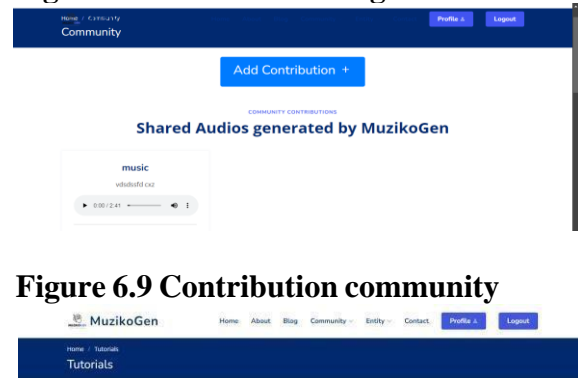 Home / Community
Profile
Logout
Community
Add Contribution +
COMMUNITY CONTRIBUTIONS
Shared Audios generated by MuzikoGen
music
vdsdssfd cxz
0:00 / 2:41
Figure 6.9 Contribution community
MuzikoGen
Home About Blog Community Entity Contact Profile Logout
Home / Tutorials
Tutorials